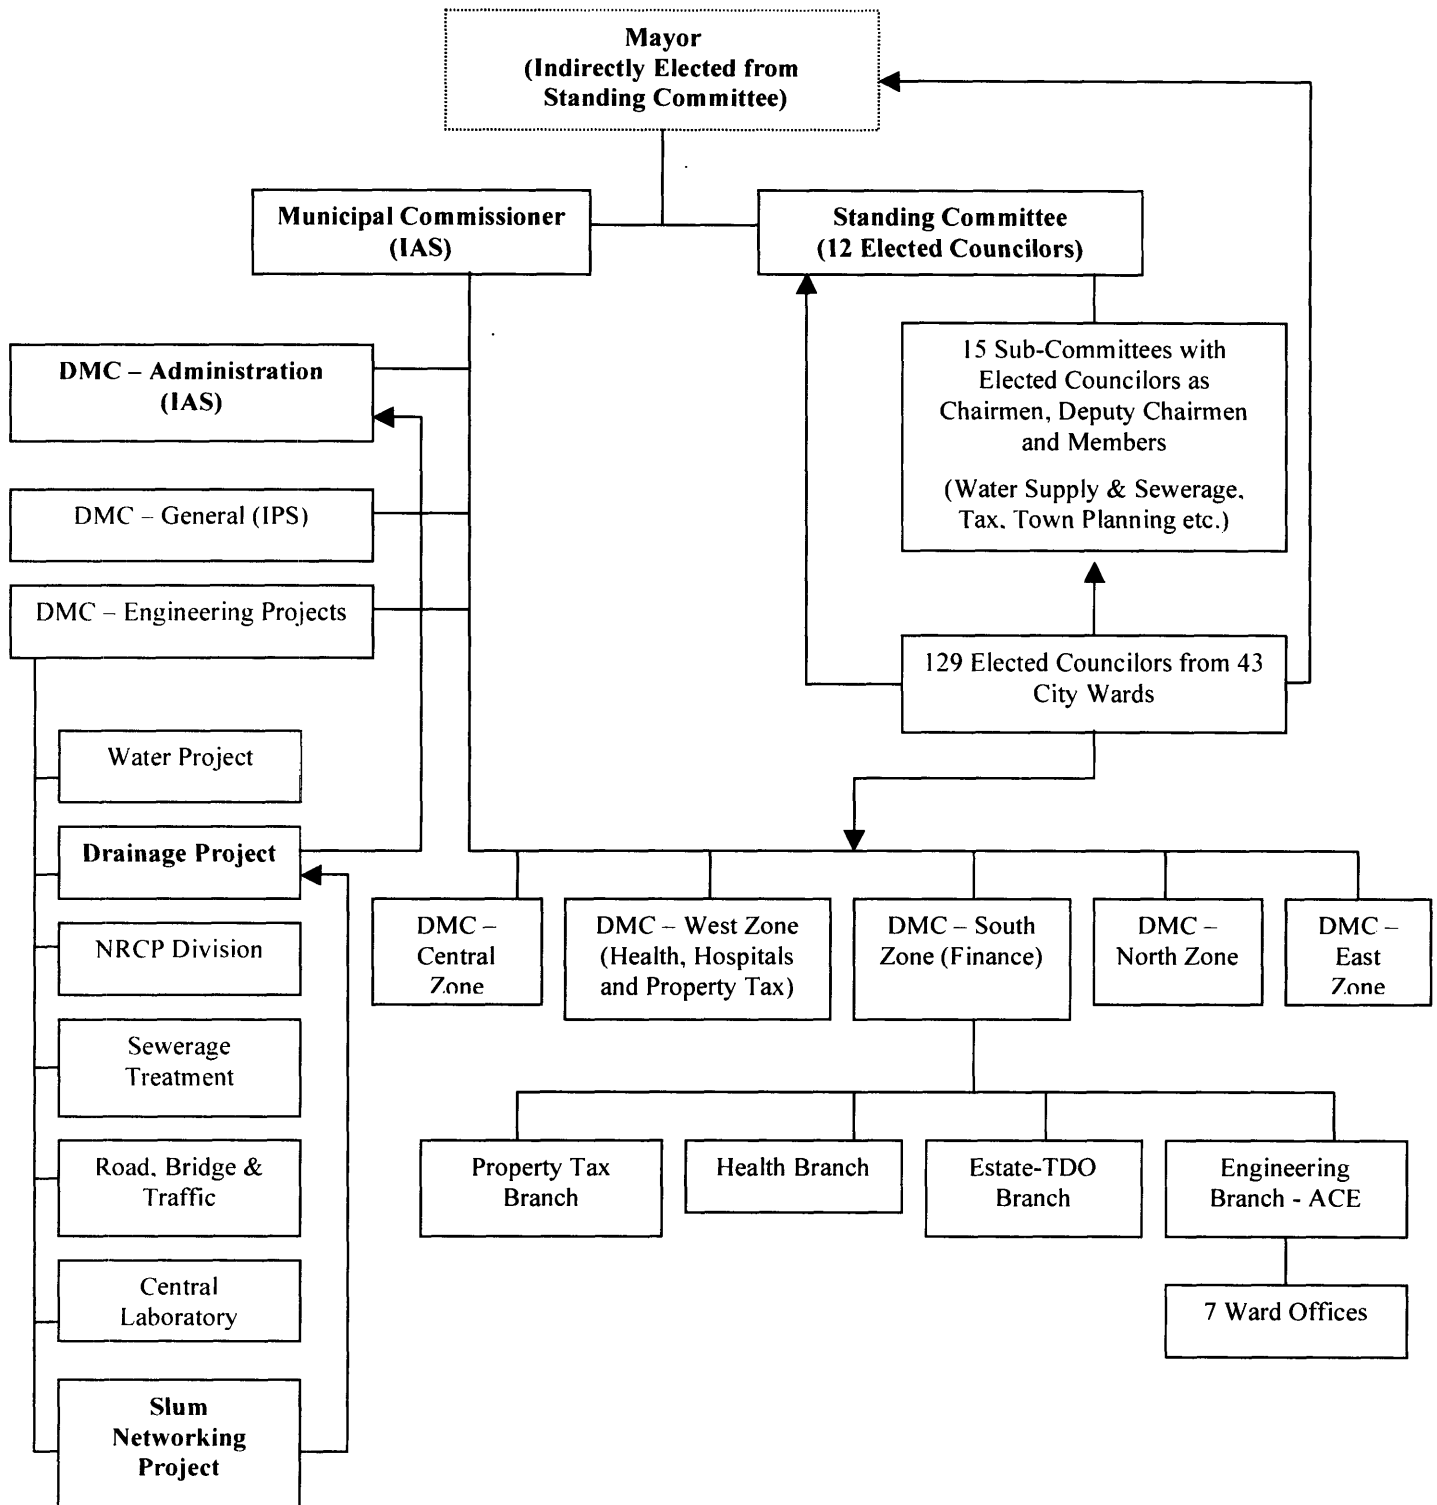 Mayor
(Indirectly Elected from
Standing Committee)
Municipal Commissioner
(IAS)
Standing Committee
(12 Elected Councilors)
DMC – Administration
(IAS)
15 Sub-Committees with
Elected Councilors as
Chairmen, Deputy Chairmen
and Members
(Water Supply & Sewerage,
Tax, Town Planning etc.)
DMC – General (IPS)
DMC – Engineering Projects
129 Elected Councilors from 43
City Wards
Water Project
Drainage Project
NRCP Division
Sewerage
Treatment
Road, Bridge &
Traffic
Central
Laboratory
Slum
Networking
Project
DMC –
Central
Zone
DMC – West Zone
(Health, Hospitals
and Property Tax)
DMC – South
Zone (Finance)
DMC –
North Zone
DMC –
East
Zone
Property Tax
Branch
Health Branch
Estate-TDO
Branch
Engineering
Branch - ACE
7 Ward Offices